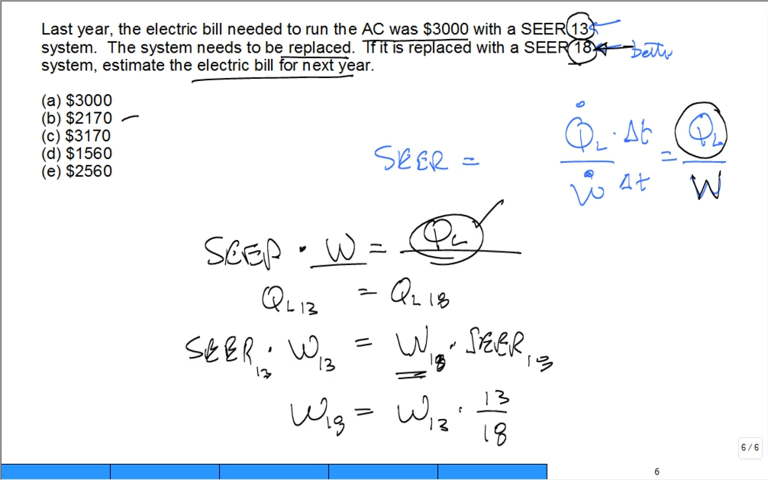 Last year, the electric bill needed to run the AC was $3000 with a SEER 13
system. The system needs to be replaced. If it is replaced with a SEER 18
system, estimate the electric bill for next year.
better
(a) $3000
(b) $2170
(c) $3170
(d) $1560
(e) $2560
SEER = Q̇L · Δt / Ẇ Δt = QL / W
SEER · W = QL
QL13 = QL18
SEER13 · W13 = W18 · SEER13
W18 = W13 · 13/18
6 / 6
6